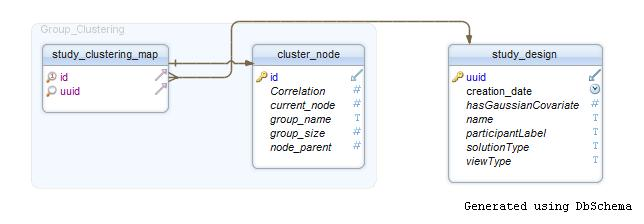 Group_Clustering
study_clustering_map
id
uuid
cluster_node
id
Correlation #
current_node #
group_name T
group_size #
node_parent #
study_design
uuid
creation_date
hasGaussianCovariate #
name T
participantLabel T
solutionType T
viewType T
Generated using DbSchema